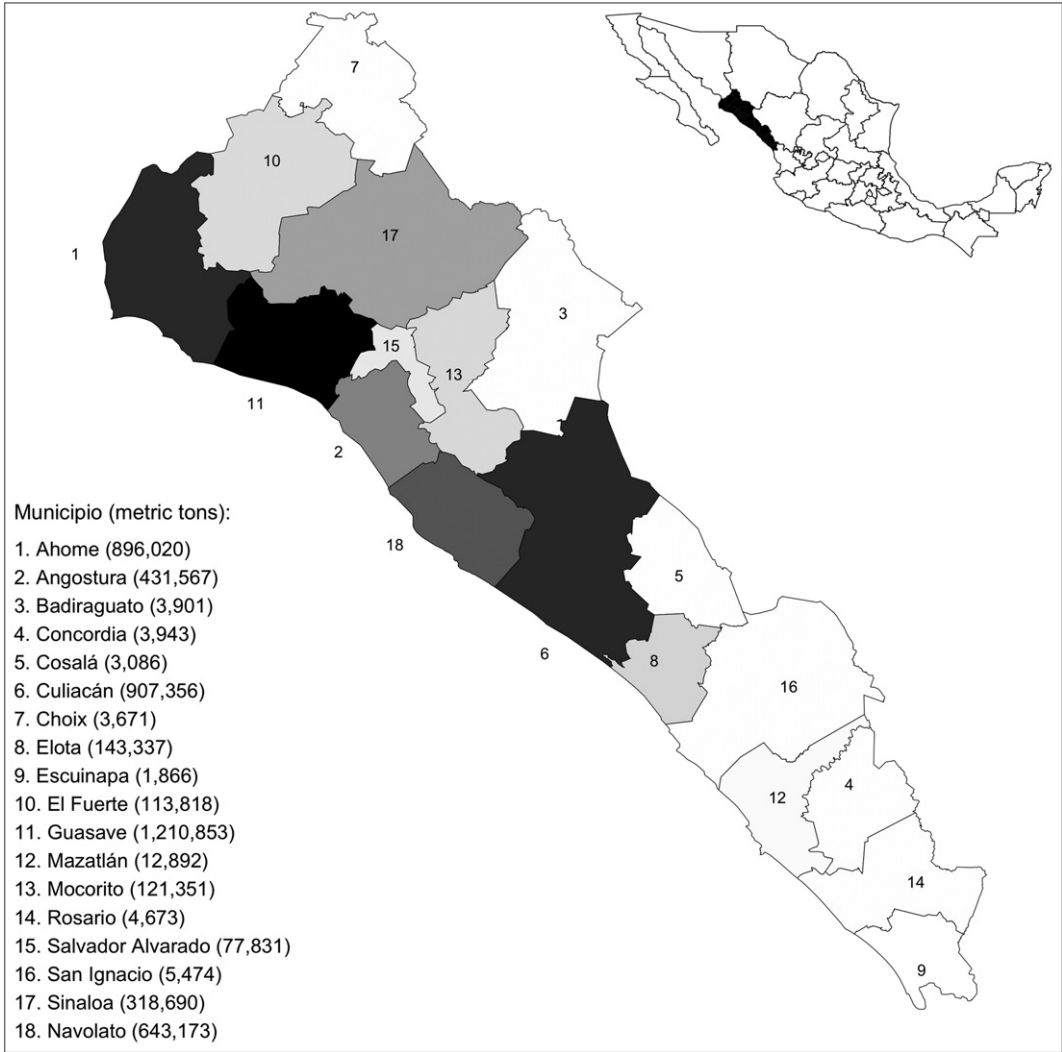 7
10
17
1
3
15
13
11
2
18
5
6
8
16
12
4
14
9
Municipio (metric tons):
1. Ahome (896,020)
2. Angostura (431,567)
3. Badiraguato (3,901)
4. Concordia (3,943)
5. Cosalá (3,086)
6. Culiacán (907,356)
7. Choix (3,671)
8. Elota (143,337)
9. Escuinapa (1,866)
10. El Fuerte (113,818)
11. Guasave (1,210,853)
12. Mazatlán (12,892)
13. Mocorito (121,351)
14. Rosario (4,673)
15. Salvador Alvarado (77,831)
16. San Ignacio (5,474)
17. Sinaloa (318,690)
18. Navolato (643,173)